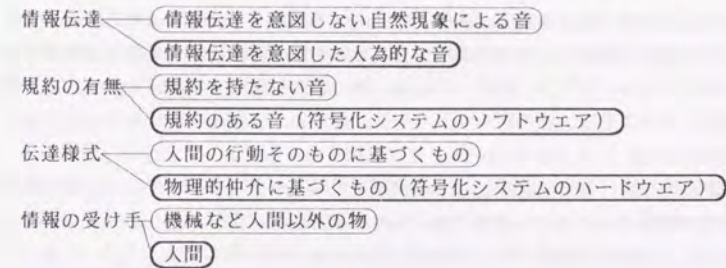 情報伝達 情報伝達を意図しない自然現象による音
情報伝達を意図した人為的な音
規約の有無 規約を持たない音
規約のある音(符号化システムのソフトウエア)
伝達様式 人間の行動そのものに基づくもの
物理的仲介に基づくもの(符号化システムのハードウエア)
情報の受け手 機械など人間以外の物
人間